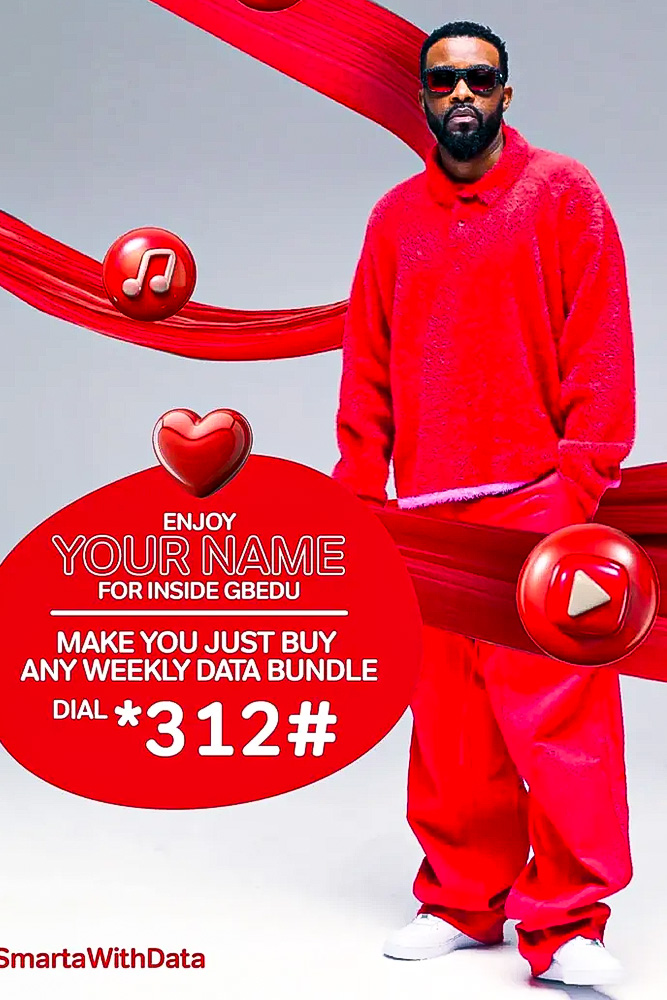 ENJOY
YOUR NAME
FOR INSIDE GBEDU
MAKE YOU JUST BUY
ANY WEEKLY DATA BUNDLE
DIAL *312#
SmartaWithData